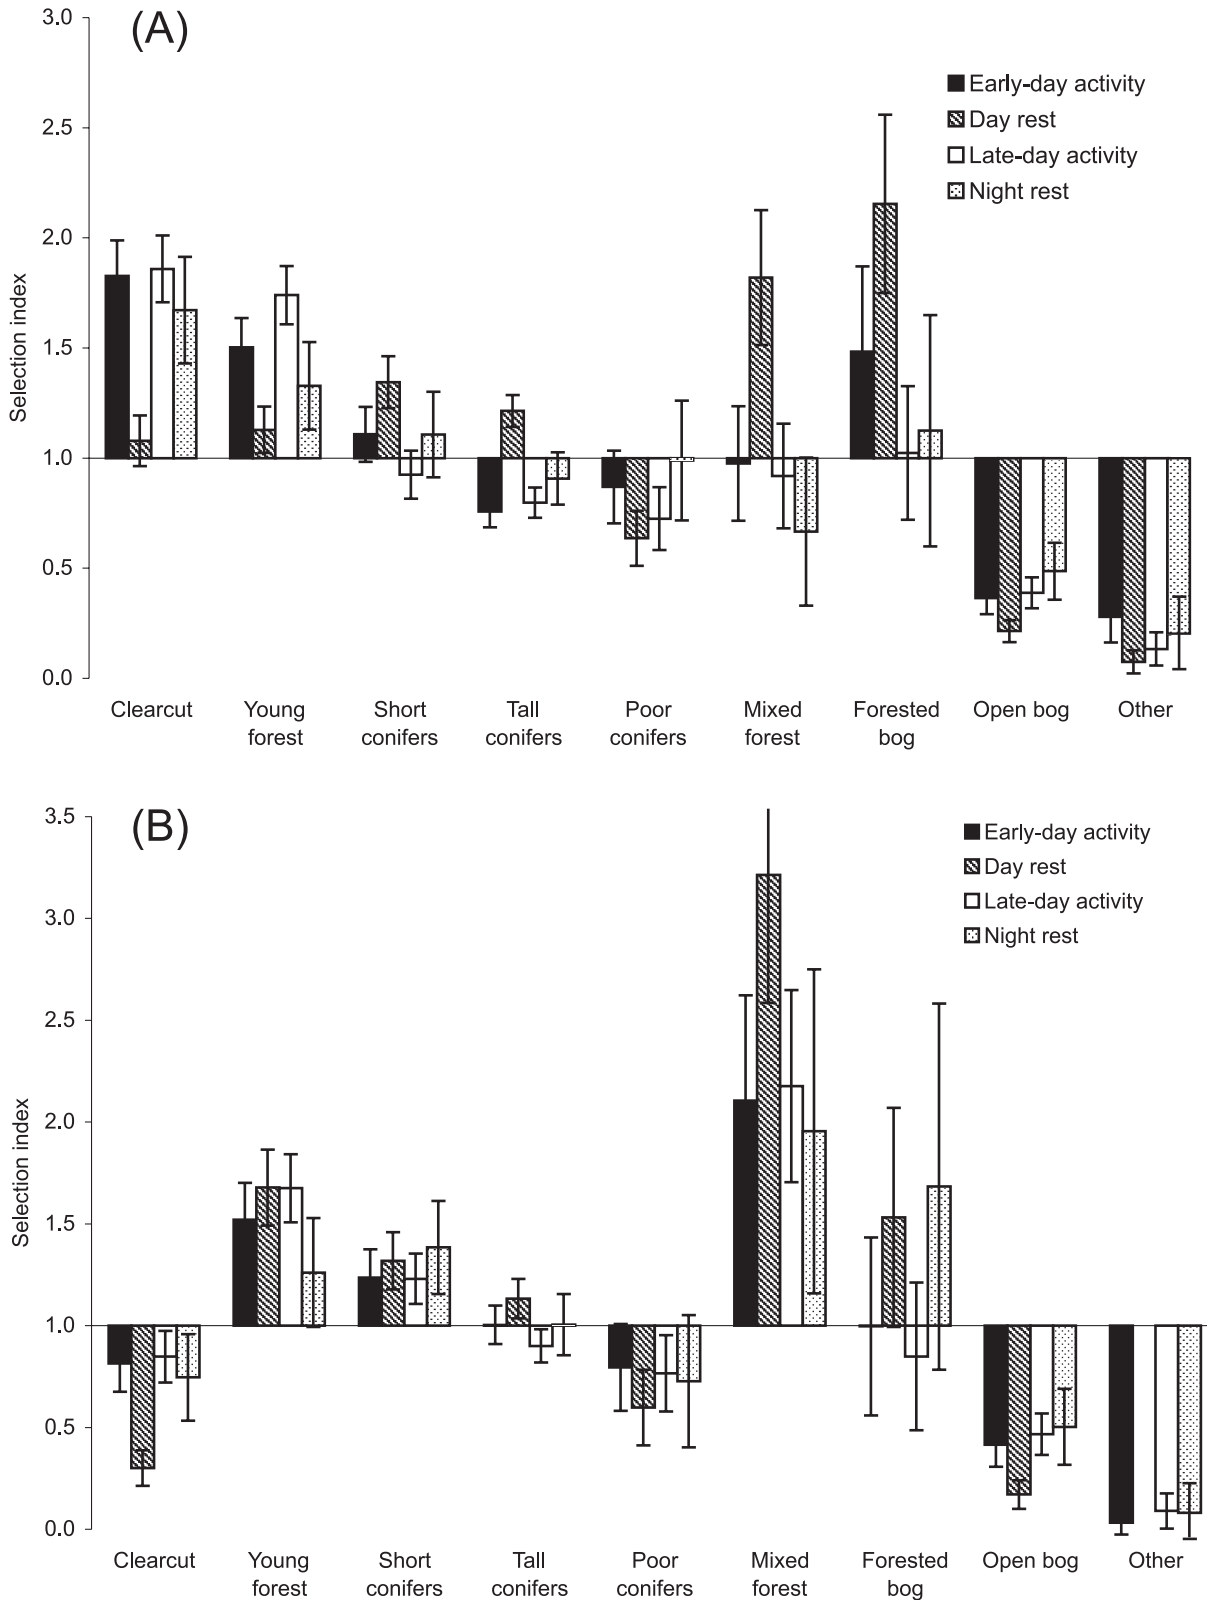 (A)
3.0
2.5
2.0
1.5
1.0
0.5
0.0
Selection index
Early-day activity
Day rest
Late-day activity
Night rest
Clearcut
Young
forest
Short
conifers
Tall
conifers
Poor
conifers
Mixed
forest
Forested
bog
Open bog
Other
(B)
3.5
3.0
2.5
2.0
1.5
1.0
0.5
0.0
Selection index
Early-day activity
Day rest
Late-day activity
Night rest
Clearcut
Young
forest
Short
conifers
Tall
conifers
Poor
conifers
Mixed
forest
Forested
bog
Open bog
Other